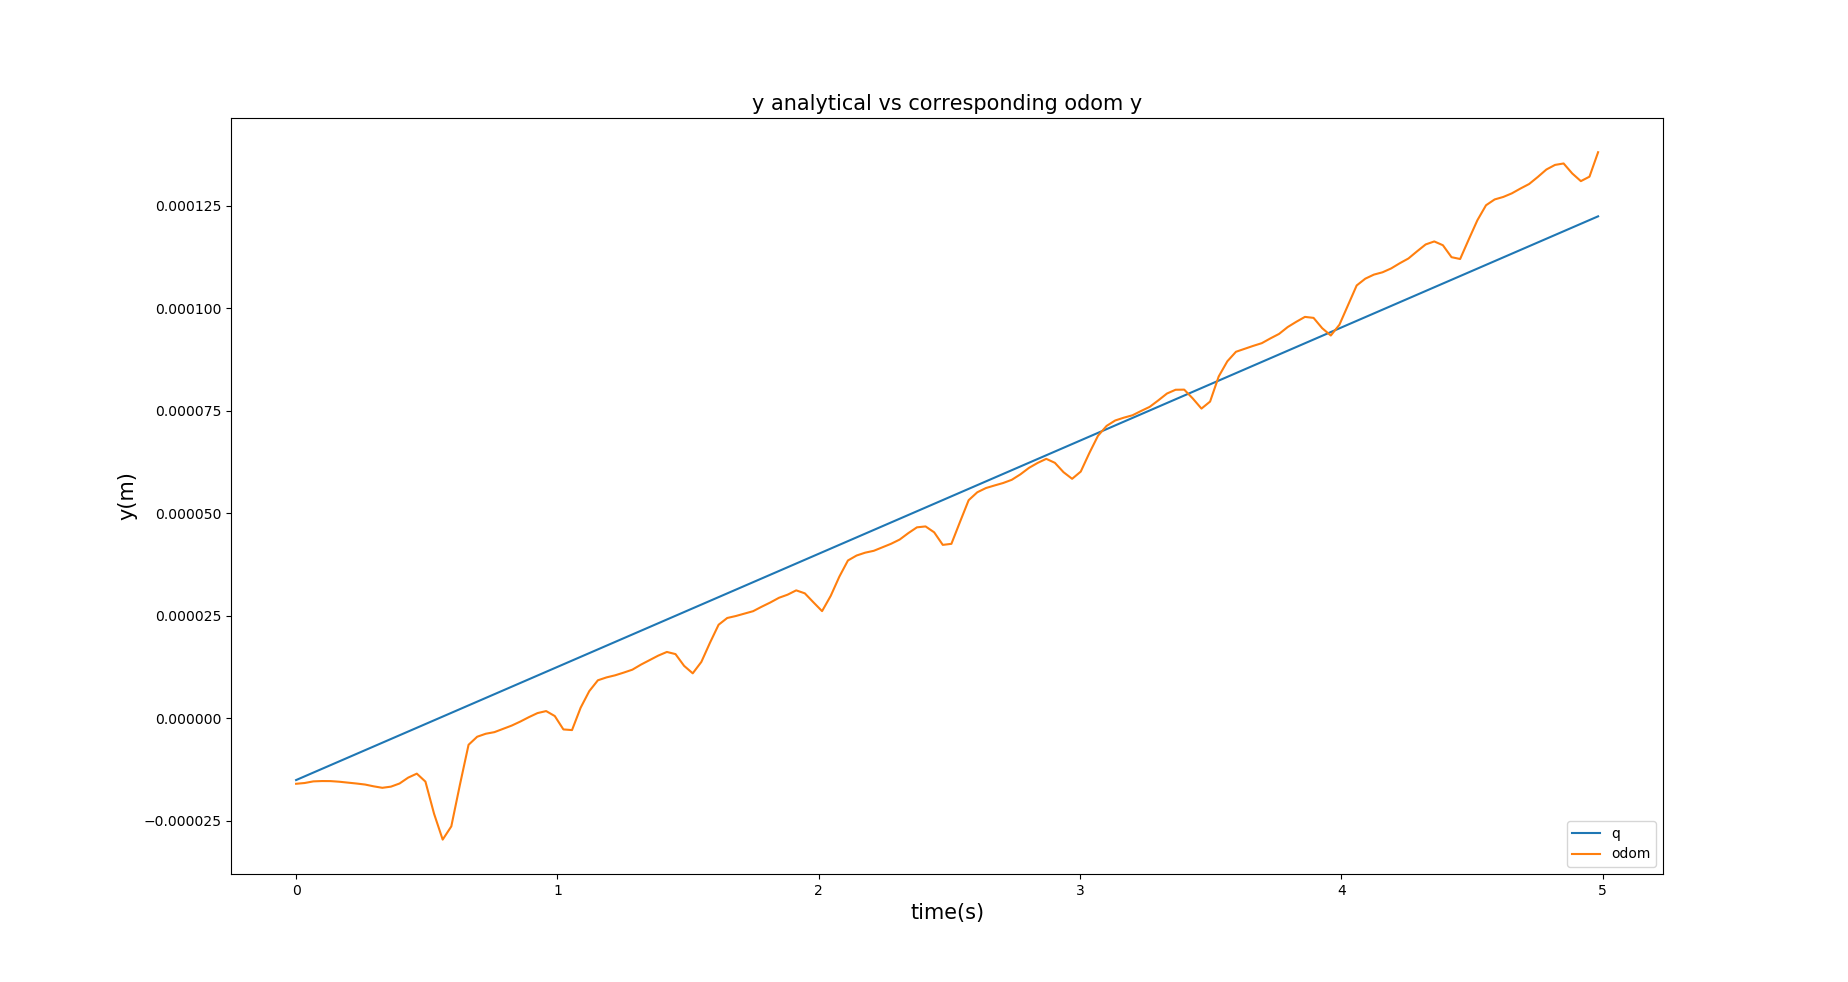 y analytical vs corresponding odom y
0.000125
0.000100
0.000075
0.000050
0.000025
0.000000
−0.000025
y(m)
0 1 2 3 4 5
time(s)
q
odom